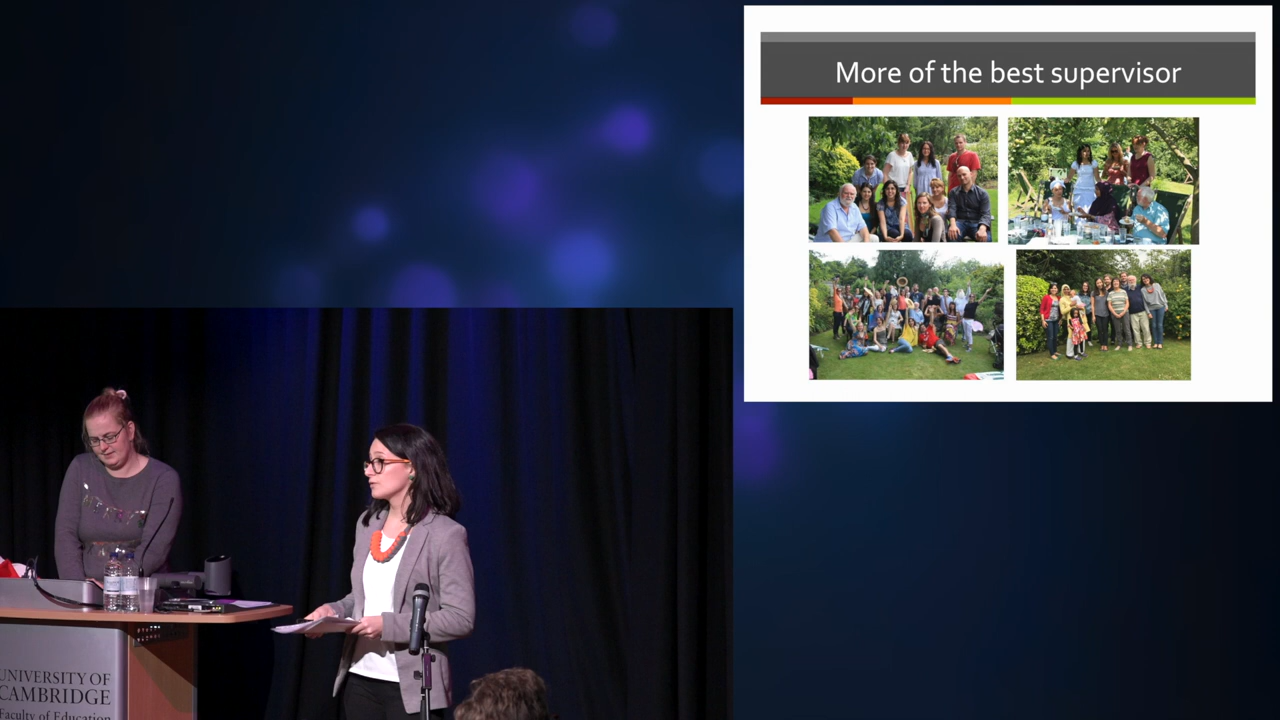 More of the best supervisor
UNIVERSITY OF
CAMBRIDGE
Faculty of Education